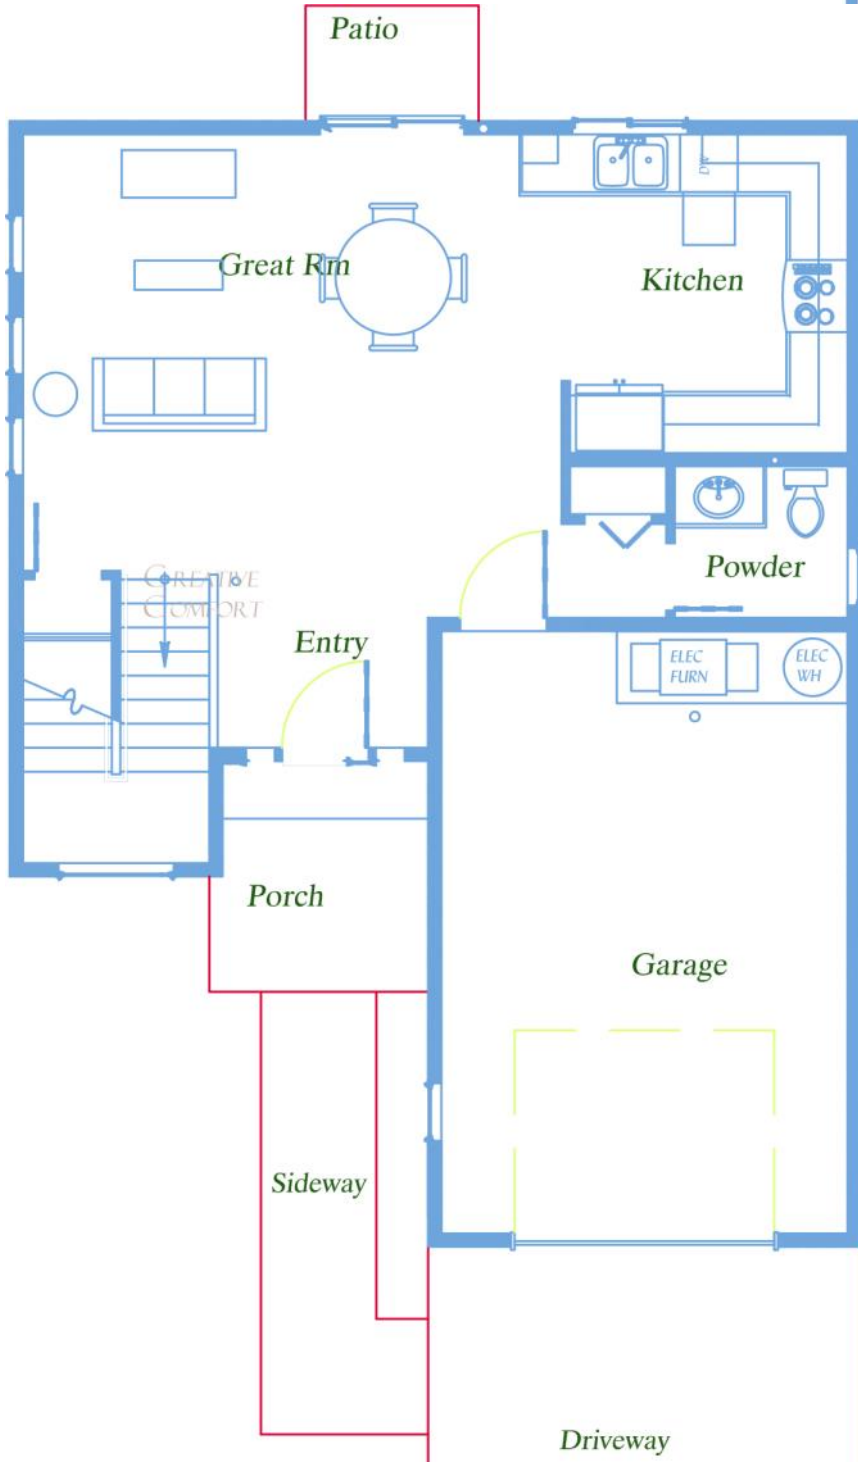 Patio
Great Rm
Kitchen
DW
Powder
CREATIVE
COMFORT
Entry
ELEC
FURN
ELEC
WH
Porch
Garage
Sideway
Driveway